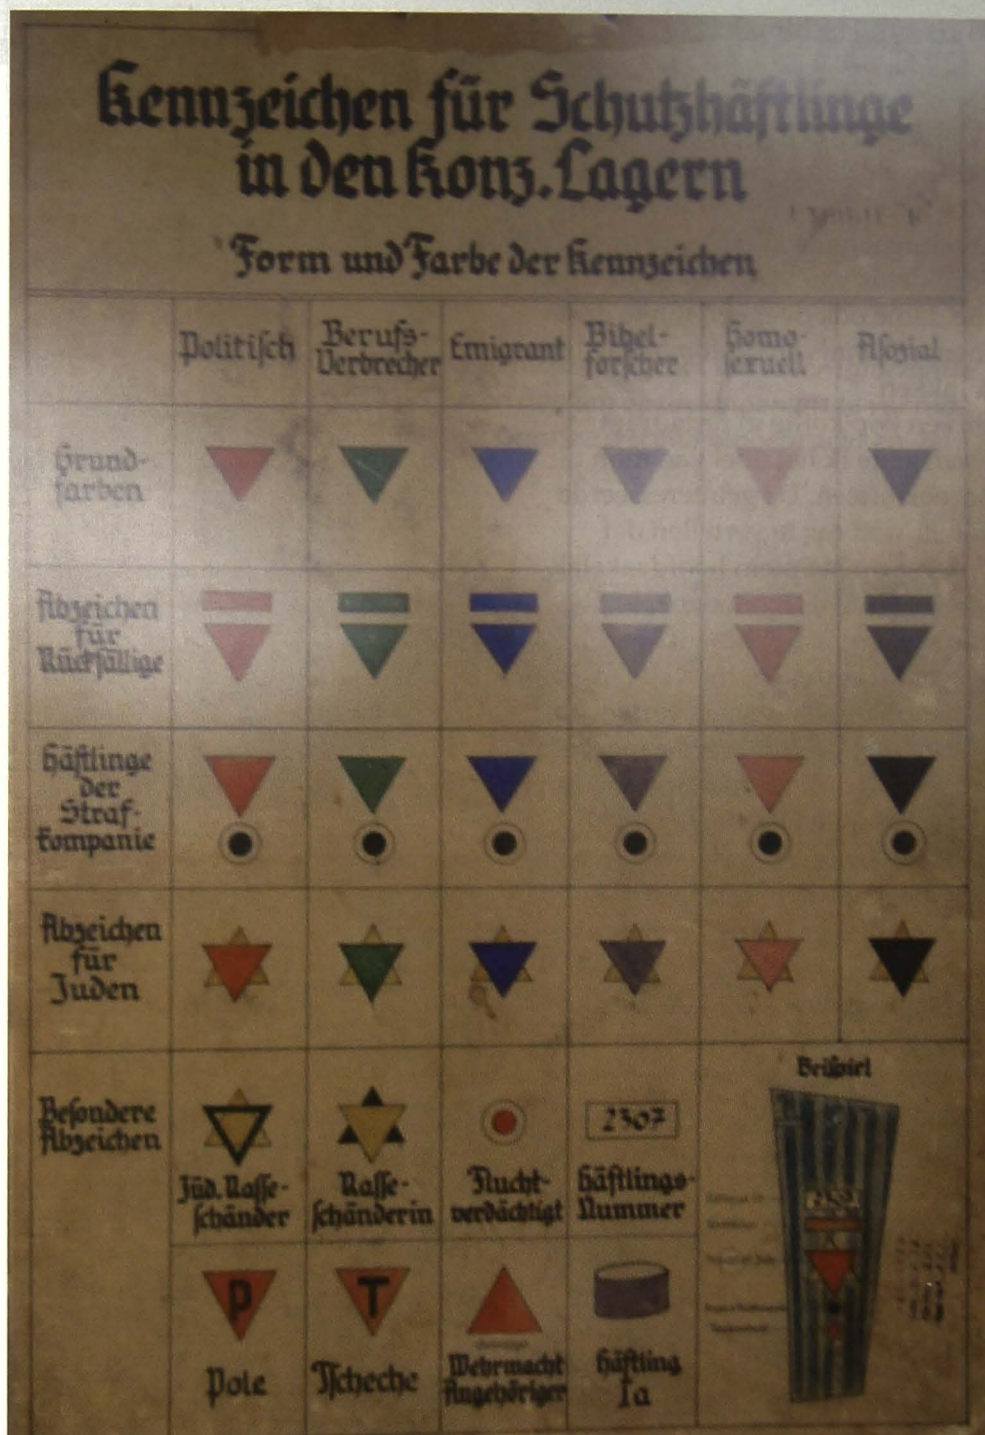 Kennzeichen für Schutzhäftlinge
in den Konz.Lagern
Form und Farbe der Kennzeichen
Politisch
Berufs-
Verbrecher
Emigrant
Bibel-
forscher
Homo-
sexuell
Asozial
Grund-
farben
Abzeichen
für
Rückfällige
Häftlinge
der
Straf-
kompanie
Abzeichen
für
Juden
Besondere
Abzeichen
Jüd. Rasse-
schänder
Rasse-
schänderin
Flucht-
verdächtigt
2307
Häftlings-
Nummer
Beispiel
2307
P
Pole
T
Tscheche
Wehrmacht
Angehöriger
Häftling
Ia